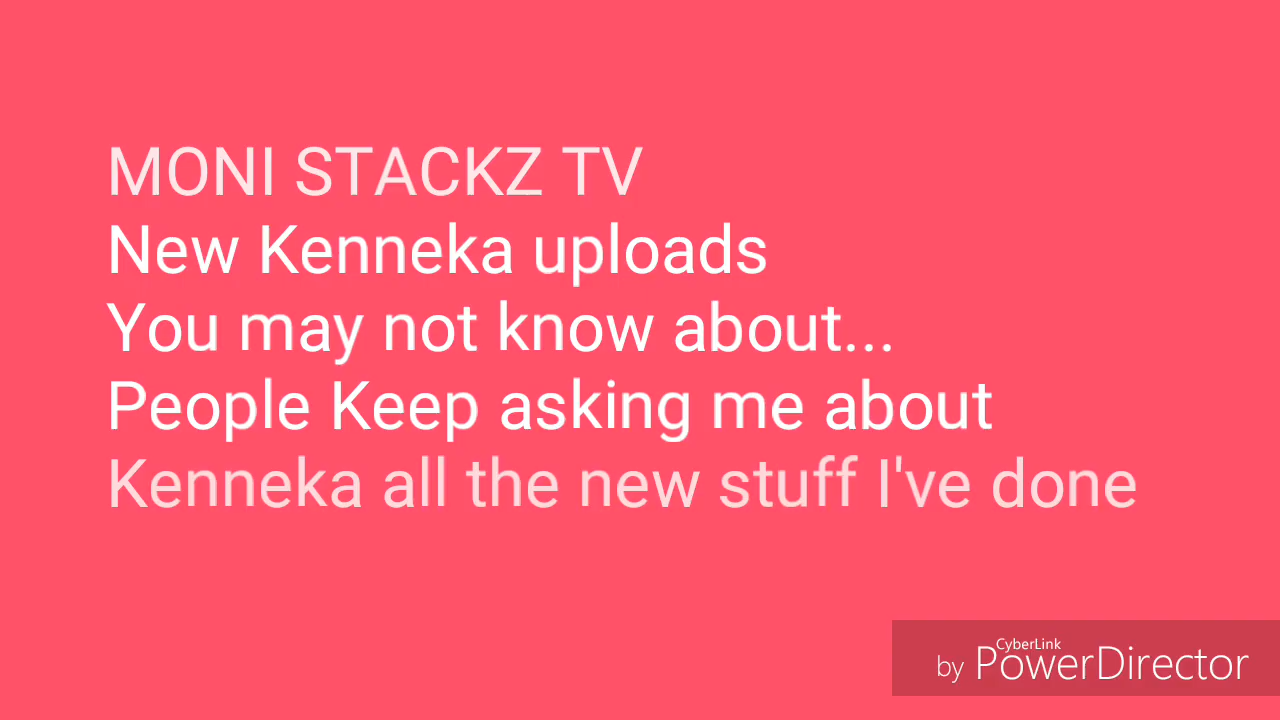 MONI STACKZ TV
New Kenneka uploads
You may not know about...
People Keep asking me about
Kenneka all the new stuff I've done
CyberLink
by PowerDirector